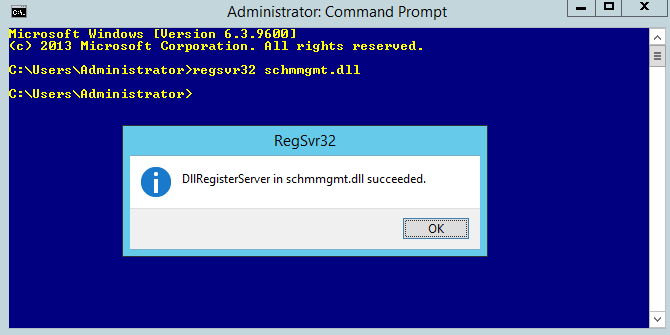 Administrator: Command Prompt
Microsoft Windows [Version 6.3.9600]
(c) 2013 Microsoft Corporation. All rights reserved.
C:\Users\Administrator>regsvr32 schmmgmt.dll
C:\Users\Administrator>
RegSvr32
DllRegisterServer in schmmgmt.dll succeeded.
OK